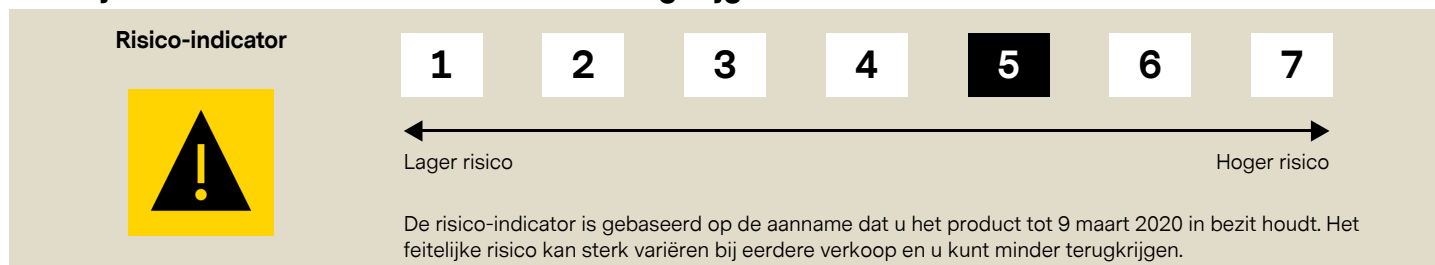 Risico-indicator
1 2 3 4 5 6 7
Lager risico Hoger risico
De risico-indicator is gebaseerd op de aanname dat u het product tot 9 maart 2020 in bezit houdt. Het
feitelijke risico kan sterk variëren bij eerdere verkoop en u kunt minder terugkrijgen.